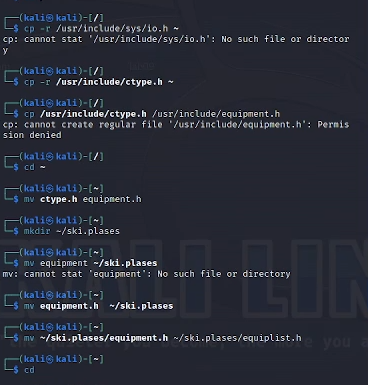 ┌──(kali㉿kali)-[/]
└─$ cp -r /usr/include/sys/io.h ~
cp: cannot stat '/usr/include/sys/io.h': No such file or director
y
┌──(kali㉿kali)-[/]
└─$ cp -r /usr/include/ctype.h ~
┌──(kali㉿kali)-[/]
└─$ cp /usr/include/ctype.h /usr/include/equipment.h
cp: cannot create regular file '/usr/include/equipment.h': Permis
sion denied
┌──(kali㉿kali)-[/]
└─$ cd ~
┌──(kali㉿kali)-[~]
└─$ mv ctype.h equipment.h
┌──(kali㉿kali)-[~]
└─$ mkdir ~/ski.plases
┌──(kali㉿kali)-[~]
└─$ mv equipment ~/ski.plases
mv: cannot stat 'equipment': No such file or directory
┌──(kali㉿kali)-[~]
└─$ mv equipment.h  ~/ski.plases
┌──(kali㉿kali)-[~]
└─$ mv ~/ski.plases/equipment.h ~/ski.plases/equiplist.h
┌──(kali㉿kali)-[~]
└─$ cd